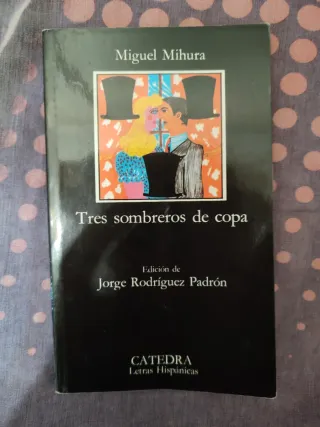 Miguel Mihura
Tres sombreros de copa
Edición de
Jorge Rodríguez Padrón
CATEDRA
Letras Hispánicas